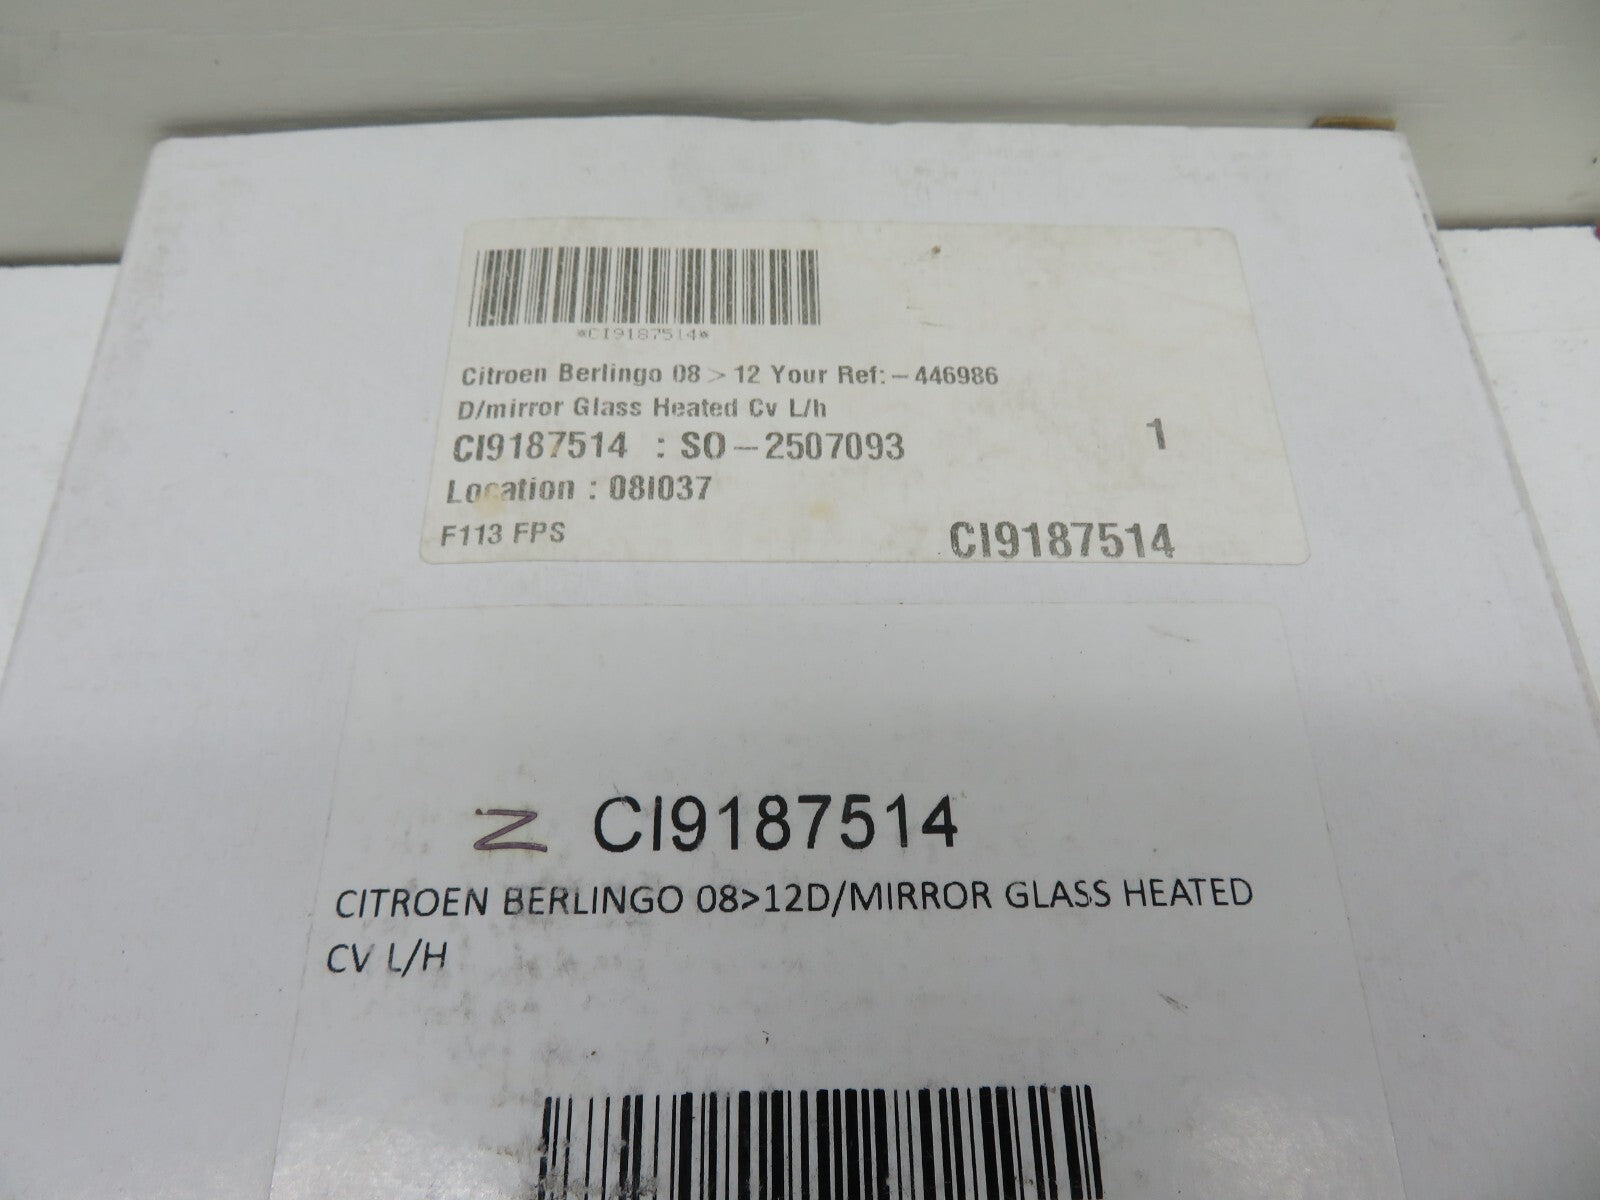 *CI9187514*
Citroen Berlingo 08 > 12 Your Ref:-446986
D/mirror Glass Heated Cv L/h
CI9187514 : SO-2507093
1
Location : 08I037
F113 FPS
CI9187514
N CI9187514
CITROEN BERLINGO 08>12D/MIRROR GLASS HEATED
CV L/H